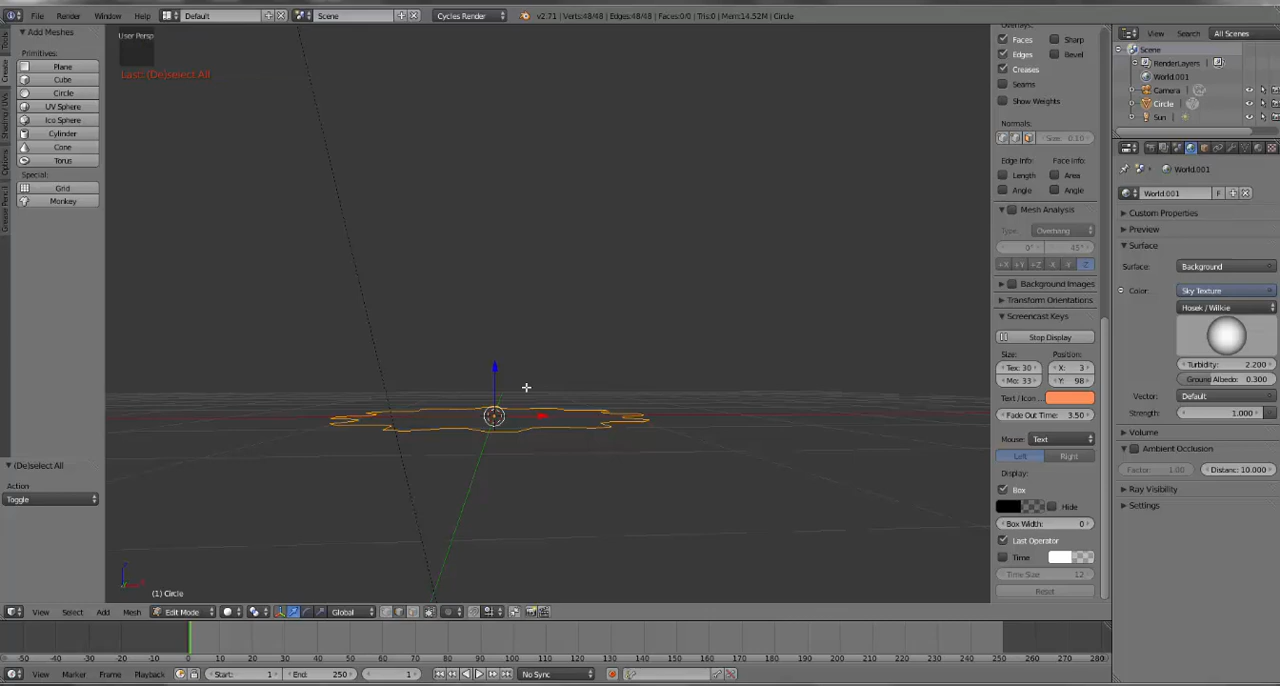 File Render Window Help Default Scene Cycles Render v2.71 | Verts:48/48 | Edges:48/48 | Faces:0/0 | Tris:0 | Mem:14.52M | Circle
Add Meshes
Primitives:
Plane
Cube
Circle
UV Sphere
Ico Sphere
Cylinder
Cone
Torus
Special:
Grid
Monkey
Tools
Create
Shading/UVs
Options
Grease Pencil
(De)select All
Action
Toggle
User Persp
Last: (De)select All
(1) Circle
Faces Sharp
Edges Bevel
Creases
Seams
Show Weights
Normals:
Size: 0.10
Edge Info: Face Info:
Length Area
Angle Angle
Mesh Analysis
Type: Overhang
0° 45°
+X +Y +Z -X -Y -Z
Background Images
Transform Orientations
Screencast Keys
Stop Display
Size: Position:
Tex: 30 X: 3
Mo: 33 Y: 98
Text / Icon ...
Fade Out Time: 3.50
Mouse: Text
Left Right
Display:
Box
Hide
Box Width: 0
Last Operator
Time
Time Size 12
Reset
View Search All Scenes
Scene
RenderLayers
World.001
Camera
Circle
Sun
World.001
World.001 F
Custom Properties
Preview
Surface
Surface: Background
Color: Sky Texture
Hosek / Wilkie
Turbidity: 2.200
Ground Albedo: 0.300
Vector: Default
Strength: 1.000
Volume
Ambient Occlusion
Factor: 1.00 Distanc: 10.000
Ray Visibility
Settings
View Select Add Mesh Edit Mode Global
-50 -40 -30 -20 -10 0 10 20 30 40 50 60 70 80 90 100 110 120 130 140 150 160 170 180 190 200 210 220 230 240 250 260 270 280
View Marker Frame Playback Start: 1 End: 250 1 No Sync